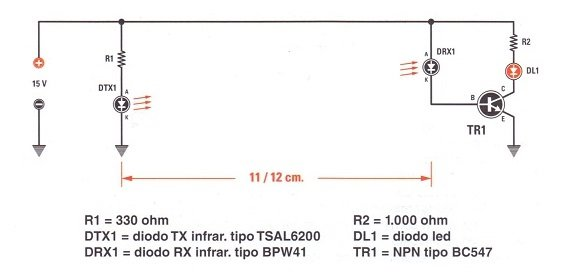 R2
R1
A
DRX1
+
DL1
15 V
K
DTX1
A
C
B
K
E
TR1
11 / 12 cm.
R1 = 330 ohm
R2 = 1.000 ohm
DTX1 = diodo TX infrar. tipo TSAL6200
DL1 = diodo led
DRX1 = diodo RX infrar. tipo BPW41
TR1 = NPN tipo BC547